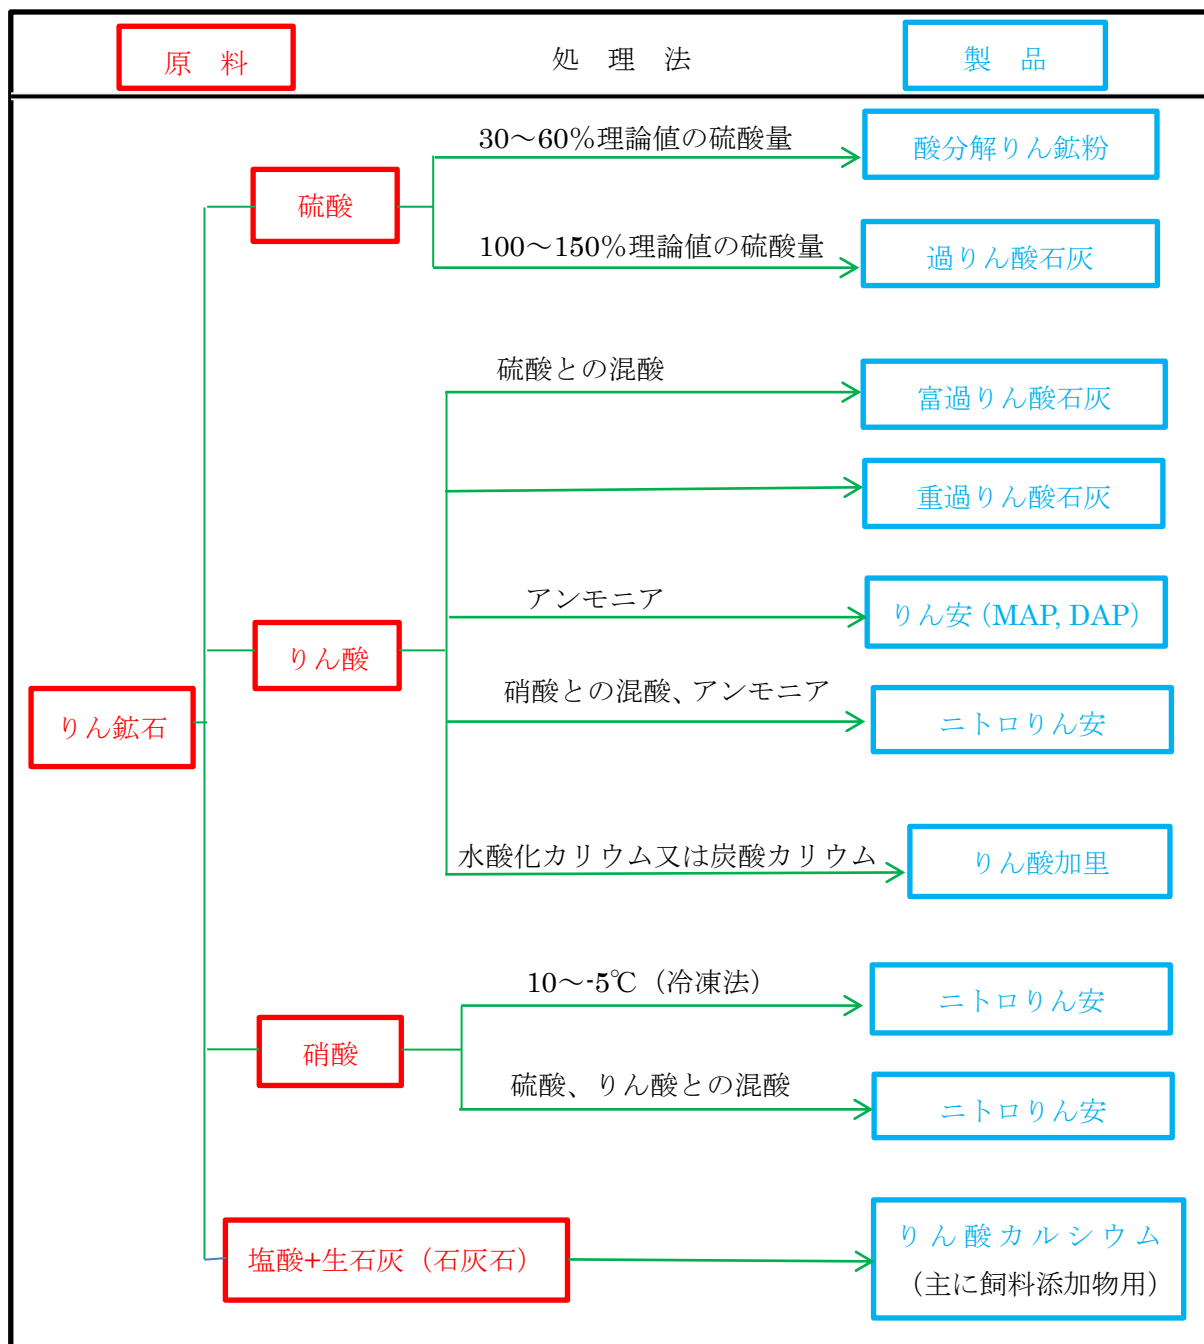 原 料
処 理 法
製 品
30~60%理論値の硫酸量
酸分解りん鉱粉
硫酸
100~150%理論値の硫酸量
過りん酸石灰
硫酸との混酸
富過りん酸石灰
重過りん酸石灰
アンモニア
りん安(MAP, DAP)
りん酸
硝酸との混酸、アンモニア
ニトロりん安
りん鉱石
水酸化カリウム又は炭酸カリウム
りん酸加里
10~-5℃(冷凍法)
ニトロりん安
硝酸
硫酸、りん酸との混酸
ニトロりん安
塩酸+生石灰(石灰石)
りん酸カルシウム
(主に飼料添加物用)